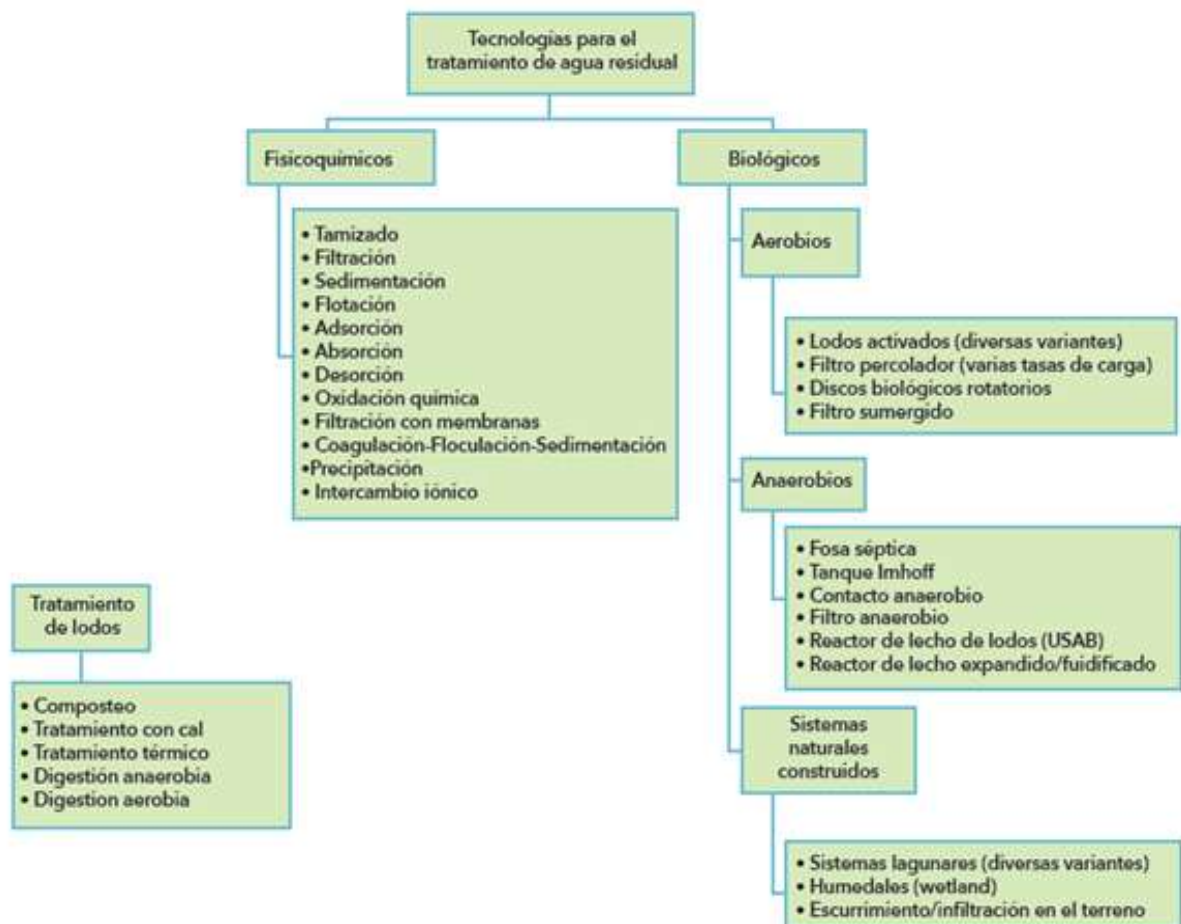 Tecnologías para el
tratamiento de agua residual
Fisicoquímicos
• Tamizado
• Filtración
• Sedimentación
• Flotación
• Adsorción
• Absorción
• Desorción
• Oxidación química
• Filtración con membranas
• Coagulación-Floculación-Sedimentación
•Precipitación
• Intercambio iónico
Biológicos
Aerobios
• Lodos activados (diversas variantes)
• Filtro percolador (varias tasas de carga)
• Discos biológicos rotatorios
• Filtro sumergido
Anaerobios
• Fosa séptica
• Tanque Imhoff
• Contacto anaerobio
• Filtro anaerobio
• Reactor de lecho de lodos (USAB)
• Reactor de lecho expandido/fuidificado
Sistemas
naturales
construidos
• Sistemas lagunares (diversas variantes)
• Humedales (wetland)
• Escurrimiento/infiltración en el terreno
Tratamiento
de lodos
• Composteo
• Tratamiento con cal
• Tratamiento térmico
• Digestión anaerobia
• Digestion aerobia